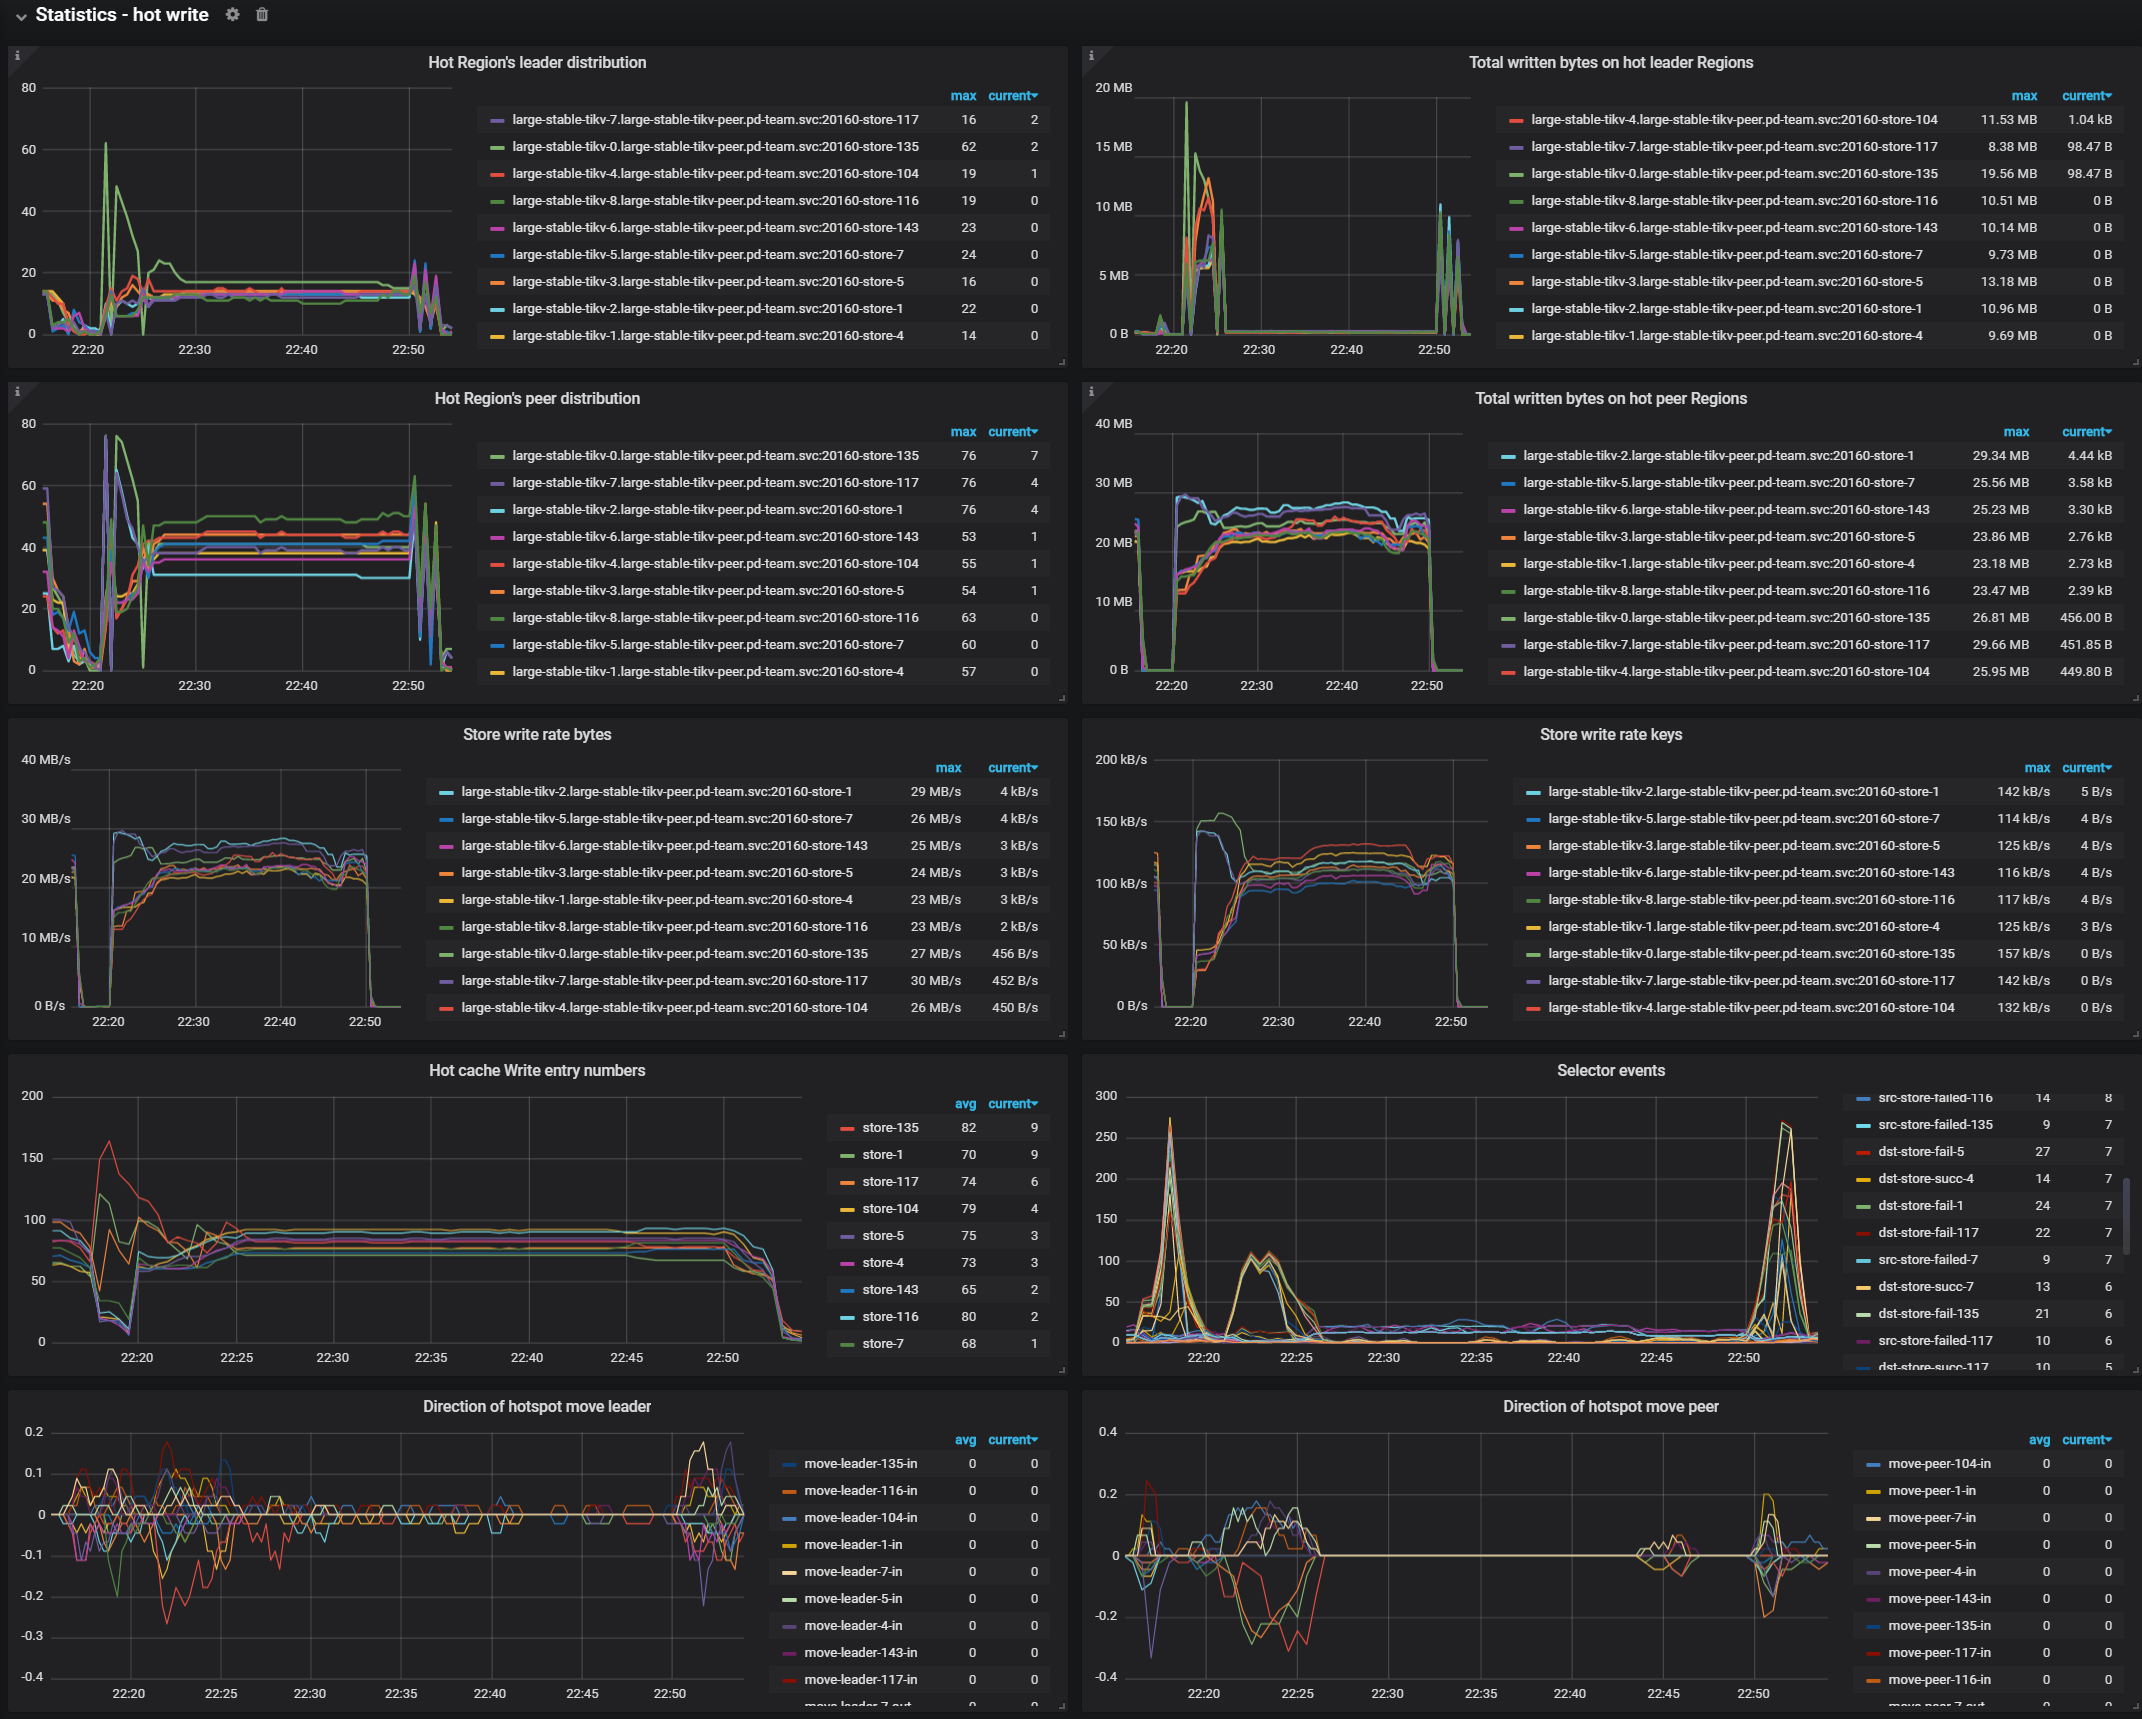 Statistics - hot write
Hot Region's leader distribution
80
60
40
20
0
22:20 22:30 22:40 22:50
max current
large-stable-tikv-7.large-stable-tikv-peer.pd-team.svc:20160-store-117 16 2
large-stable-tikv-0.large-stable-tikv-peer.pd-team.svc:20160-store-135 62 2
large-stable-tikv-4.large-stable-tikv-peer.pd-team.svc:20160-store-104 19 1
large-stable-tikv-8.large-stable-tikv-peer.pd-team.svc:20160-store-116 19 0
large-stable-tikv-6.large-stable-tikv-peer.pd-team.svc:20160-store-143 23 0
large-stable-tikv-5.large-stable-tikv-peer.pd-team.svc:20160-store-7 24 0
large-stable-tikv-3.large-stable-tikv-peer.pd-team.svc:20160-store-5 16 0
large-stable-tikv-2.large-stable-tikv-peer.pd-team.svc:20160-store-1 22 0
large-stable-tikv-1.large-stable-tikv-peer.pd-team.svc:20160-store-4 14 0
Total written bytes on hot leader Regions
20 MB
15 MB
10 MB
5 MB
0 B
22:20 22:30 22:40 22:50
max current
large-stable-tikv-4.large-stable-tikv-peer.pd-team.svc:20160-store-104 11.53 MB 1.04 kB
large-stable-tikv-7.large-stable-tikv-peer.pd-team.svc:20160-store-117 8.38 MB 98.47 B
large-stable-tikv-0.large-stable-tikv-peer.pd-team.svc:20160-store-135 19.56 MB 98.47 B
large-stable-tikv-8.large-stable-tikv-peer.pd-team.svc:20160-store-116 10.51 MB 0 B
large-stable-tikv-6.large-stable-tikv-peer.pd-team.svc:20160-store-143 10.14 MB 0 B
large-stable-tikv-5.large-stable-tikv-peer.pd-team.svc:20160-store-7 9.73 MB 0 B
large-stable-tikv-3.large-stable-tikv-peer.pd-team.svc:20160-store-5 13.18 MB 0 B
large-stable-tikv-2.large-stable-tikv-peer.pd-team.svc:20160-store-1 10.96 MB 0 B
large-stable-tikv-1.large-stable-tikv-peer.pd-team.svc:20160-store-4 9.69 MB 0 B
Hot Region's peer distribution
80
60
40
20
0
22:20 22:30 22:40 22:50
max current
large-stable-tikv-0.large-stable-tikv-peer.pd-team.svc:20160-store-135 76 7
large-stable-tikv-7.large-stable-tikv-peer.pd-team.svc:20160-store-117 76 4
large-stable-tikv-2.large-stable-tikv-peer.pd-team.svc:20160-store-1 76 4
large-stable-tikv-6.large-stable-tikv-peer.pd-team.svc:20160-store-143 53 1
large-stable-tikv-4.large-stable-tikv-peer.pd-team.svc:20160-store-104 55 1
large-stable-tikv-3.large-stable-tikv-peer.pd-team.svc:20160-store-5 54 1
large-stable-tikv-8.large-stable-tikv-peer.pd-team.svc:20160-store-116 63 0
large-stable-tikv-5.large-stable-tikv-peer.pd-team.svc:20160-store-7 60 0
large-stable-tikv-1.large-stable-tikv-peer.pd-team.svc:20160-store-4 57 0
Total written bytes on hot peer Regions
40 MB
30 MB
20 MB
10 MB
0 B
22:20 22:30 22:40 22:50
max current
large-stable-tikv-2.large-stable-tikv-peer.pd-team.svc:20160-store-1 29.34 MB 4.44 kB
large-stable-tikv-5.large-stable-tikv-peer.pd-team.svc:20160-store-7 25.56 MB 3.58 kB
large-stable-tikv-6.large-stable-tikv-peer.pd-team.svc:20160-store-143 25.23 MB 3.30 kB
large-stable-tikv-3.large-stable-tikv-peer.pd-team.svc:20160-store-5 23.86 MB 2.76 kB
large-stable-tikv-1.large-stable-tikv-peer.pd-team.svc:20160-store-4 23.18 MB 2.73 kB
large-stable-tikv-8.large-stable-tikv-peer.pd-team.svc:20160-store-116 23.47 MB 2.39 kB
large-stable-tikv-0.large-stable-tikv-peer.pd-team.svc:20160-store-135 26.81 MB 456.00 B
large-stable-tikv-7.large-stable-tikv-peer.pd-team.svc:20160-store-117 29.66 MB 451.85 B
large-stable-tikv-4.large-stable-tikv-peer.pd-team.svc:20160-store-104 25.95 MB 449.80 B
Store write rate bytes
40 MB/s
30 MB/s
20 MB/s
10 MB/s
0 B/s
22:20 22:30 22:40 22:50
max current
large-stable-tikv-2.large-stable-tikv-peer.pd-team.svc:20160-store-1 29 MB/s 4 kB/s
large-stable-tikv-5.large-stable-tikv-peer.pd-team.svc:20160-store-7 26 MB/s 4 kB/s
large-stable-tikv-6.large-stable-tikv-peer.pd-team.svc:20160-store-143 25 MB/s 3 kB/s
large-stable-tikv-3.large-stable-tikv-peer.pd-team.svc:20160-store-5 24 MB/s 3 kB/s
large-stable-tikv-1.large-stable-tikv-peer.pd-team.svc:20160-store-4 23 MB/s 3 kB/s
large-stable-tikv-8.large-stable-tikv-peer.pd-team.svc:20160-store-116 23 MB/s 2 kB/s
large-stable-tikv-0.large-stable-tikv-peer.pd-team.svc:20160-store-135 27 MB/s 456 B/s
large-stable-tikv-7.large-stable-tikv-peer.pd-team.svc:20160-store-117 30 MB/s 452 B/s
large-stable-tikv-4.large-stable-tikv-peer.pd-team.svc:20160-store-104 26 MB/s 450 B/s
Store write rate keys
200 kB/s
150 kB/s
100 kB/s
50 kB/s
0 B/s
22:20 22:30 22:40 22:50
max current
large-stable-tikv-2.large-stable-tikv-peer.pd-team.svc:20160-store-1 142 kB/s 5 B/s
large-stable-tikv-5.large-stable-tikv-peer.pd-team.svc:20160-store-7 114 kB/s 4 B/s
large-stable-tikv-3.large-stable-tikv-peer.pd-team.svc:20160-store-5 125 kB/s 4 B/s
large-stable-tikv-6.large-stable-tikv-peer.pd-team.svc:20160-store-143 116 kB/s 4 B/s
large-stable-tikv-8.large-stable-tikv-peer.pd-team.svc:20160-store-116 117 kB/s 4 B/s
large-stable-tikv-1.large-stable-tikv-peer.pd-team.svc:20160-store-4 125 kB/s 3 B/s
large-stable-tikv-0.large-stable-tikv-peer.pd-team.svc:20160-store-135 157 kB/s 0 B/s
large-stable-tikv-7.large-stable-tikv-peer.pd-team.svc:20160-store-117 142 kB/s 0 B/s
large-stable-tikv-4.large-stable-tikv-peer.pd-team.svc:20160-store-104 132 kB/s 0 B/s
Hot cache Write entry numbers
200
150
100
50
0
22:20 22:25 22:30 22:35 22:40 22:45 22:50
avg current
store-135 82 9
store-1 70 9
store-117 74 6
store-104 79 4
store-5 75 3
store-4 73 3
store-143 65 2
store-116 80 2
store-7 68 1
Selector events
300
250
200
150
100
50
0
22:20 22:25 22:30 22:35 22:40 22:45 22:50
src-store-failed-116 14 8
src-store-failed-135 9 7
dst-store-fail-5 27 7
dst-store-succ-4 14 7
dst-store-fail-1 24 7
dst-store-fail-117 22 7
src-store-failed-7 9 7
dst-store-succ-7 13 6
dst-store-fail-135 21 6
src-store-failed-117 10 6
dst-store-succ-117 10 5
Direction of hotspot move leader
0.2
0.1
0
-0.1
-0.2
-0.3
-0.4
22:20 22:25 22:30 22:35 22:40 22:45 22:50
avg current
move-leader-135-in 0 0
move-leader-116-in 0 0
move-leader-104-in 0 0
move-leader-1-in 0 0
move-leader-7-in 0 0
move-leader-5-in 0 0
move-leader-4-in 0 0
move-leader-143-in 0 0
move-leader-117-in 0 0
move-leader-7-out 0 0
Direction of hotspot move peer
0.4
0.2
0
-0.2
-0.4
22:20 22:25 22:30 22:35 22:40 22:45 22:50
avg current
move-peer-104-in 0 0
move-peer-1-in 0 0
move-peer-7-in 0 0
move-peer-5-in 0 0
move-peer-4-in 0 0
move-peer-143-in 0 0
move-peer-135-in 0 0
move-peer-117-in 0 0
move-peer-116-in 0 0
move-peer-7-out 0 0